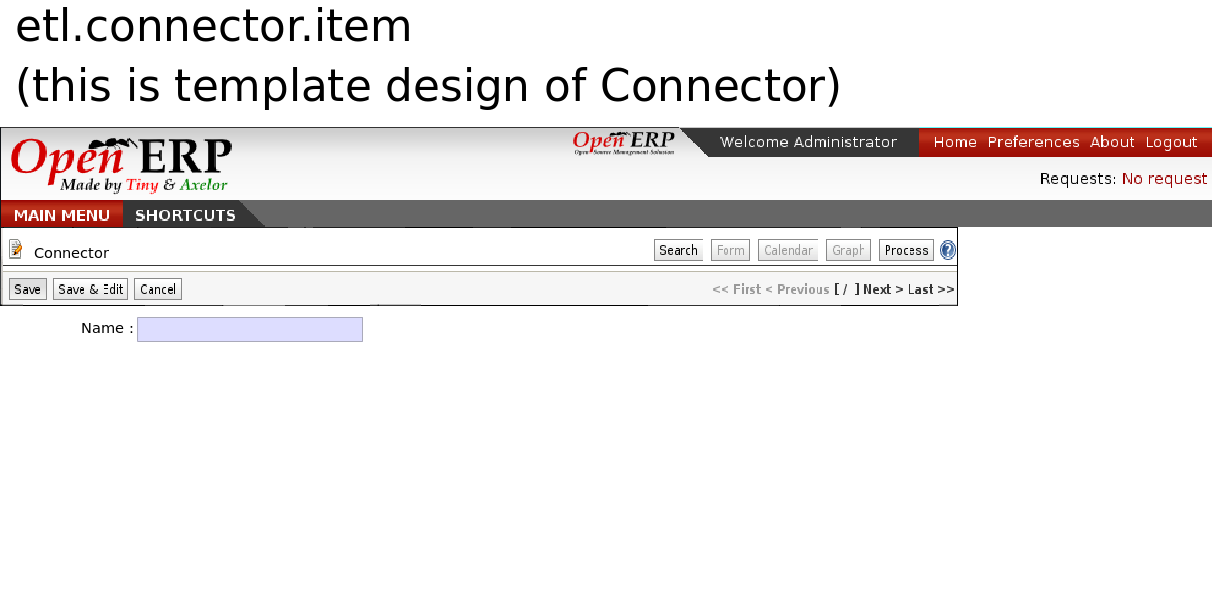 etl.connector.item
(this is template design of Connector)
Open ERP
Made by Tiny & Axelor
Open ERP
Open Source Management Solution
Welcome Administrator
Home Preferences About Logout
Requests: No request
MAIN MENU SHORTCUTS
Connector
Search Form Calendar Graph Process ?
Save Save & Edit Cancel
<< First < Previous [ / ] Next > Last >>
Name :